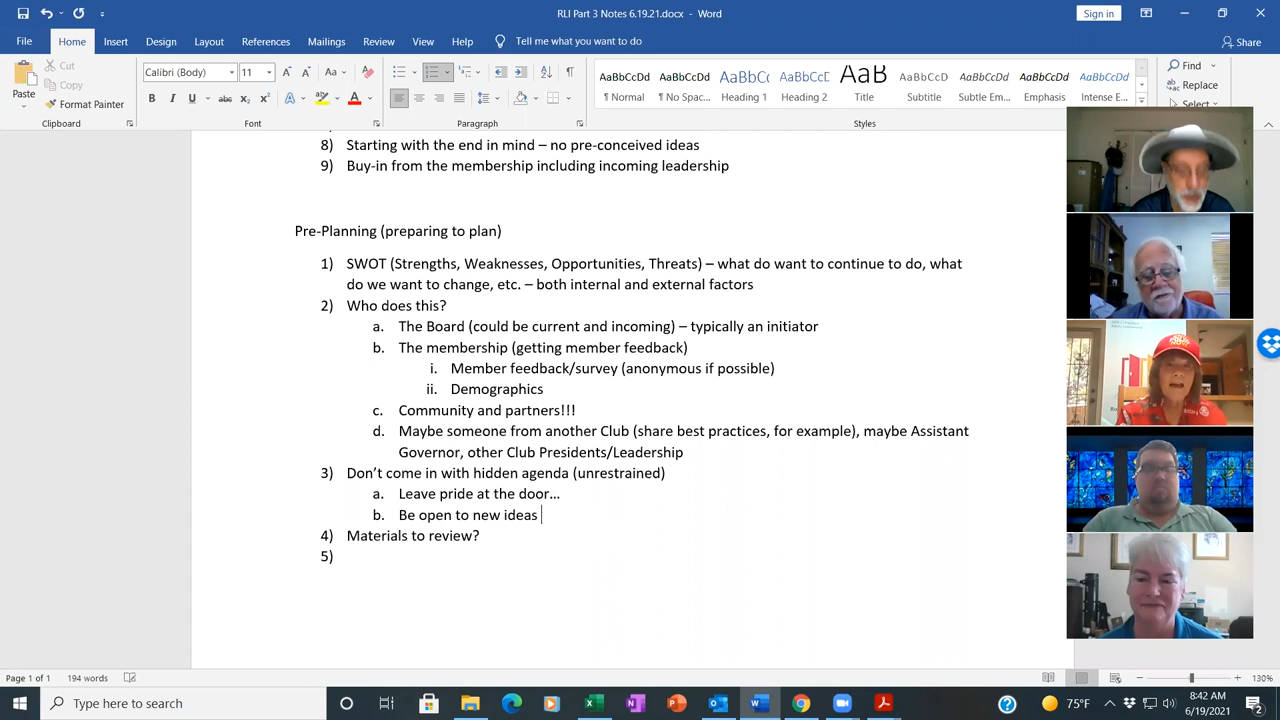 RLI Part 3 Notes 6.19.21.docx - Word
Sign in
File Home Insert Design Layout References Mailings Review View Help Tell me what you want to do
Share
Paste
Cut
Copy
Format Painter
Clipboard
Calibri (Body) 11
Font
Paragraph
AaBbCcDd AaBbCcDd AaBbCc AaBbCcD AaB AaBbCcD AaBbCcDd AaBbCcDd AaBbCcDd
¶ Normal ¶ No Spac... Heading 1 Heading 2 Title Subtitle Subtle Em... Emphasis Intense E...
Styles
Find
Replace
Select
8) Starting with the end in mind – no pre-conceived ideas
9) Buy-in from the membership including incoming leadership
Pre-Planning (preparing to plan)
1) SWOT (Strengths, Weaknesses, Opportunities, Threats) – what do want to continue to do, what
do we want to change, etc. – both internal and external factors
2) Who does this?
a. The Board (could be current and incoming) – typically an initiator
b. The membership (getting member feedback)
i. Member feedback/survey (anonymous if possible)
ii. Demographics
c. Community and partners!!!
d. Maybe someone from another Club (share best practices, for example), maybe Assistant
Governor, other Club Presidents/Leadership
3) Don’t come in with hidden agenda (unrestrained)
a. Leave pride at the door…
b. Be open to new ideas
4) Materials to review?
5)
Page 1 of 1 194 words
130%
Type here to search
75°F
8:42 AM
6/19/2021
2